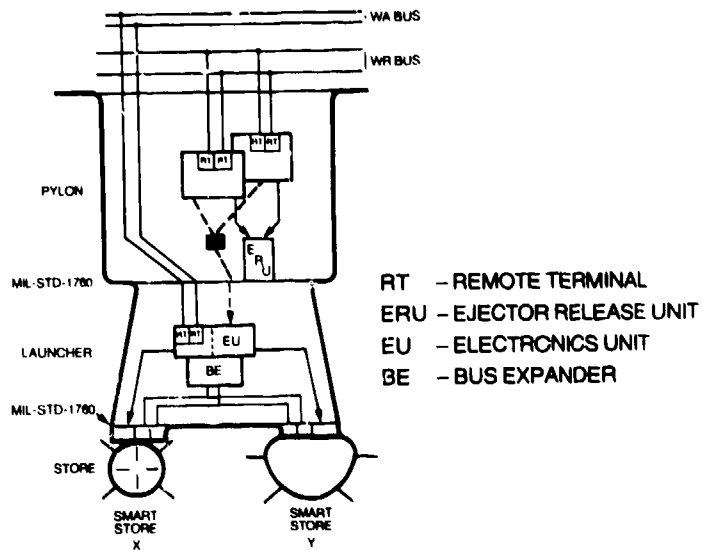 WA BUS
WR BUS
RT RT
RT RT
PYLON
E
R
U
MIL-STD-1760
RT - REMOTE TERMINAL
ERU - EJECTOR RELEASE UNIT
EU - ELECTRONICS UNIT
BE - BUS EXPANDER
RT RT
EU
LAUNCHER
BE
MIL-STD-1760
STORE
SMART
STORE
X
SMART
STORE
Y